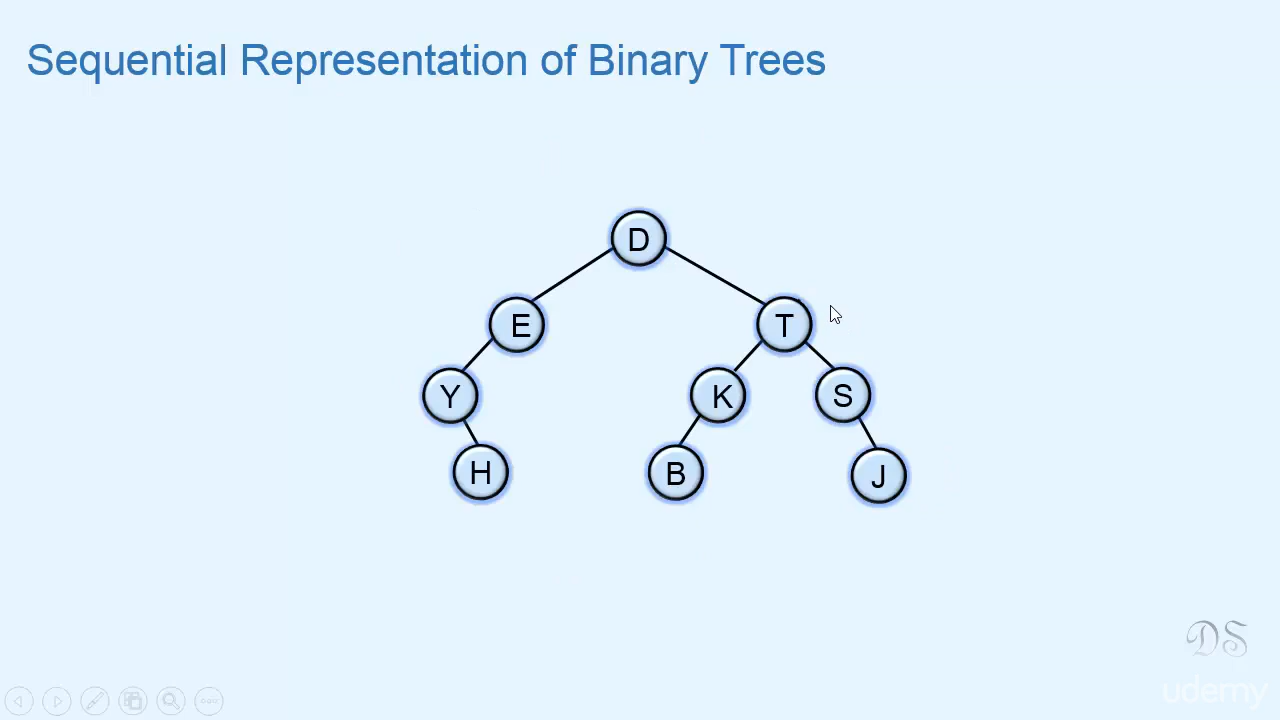 Sequential Representation of Binary Trees
D
E
T
Y
K
S
H
B
J
DS
udemy